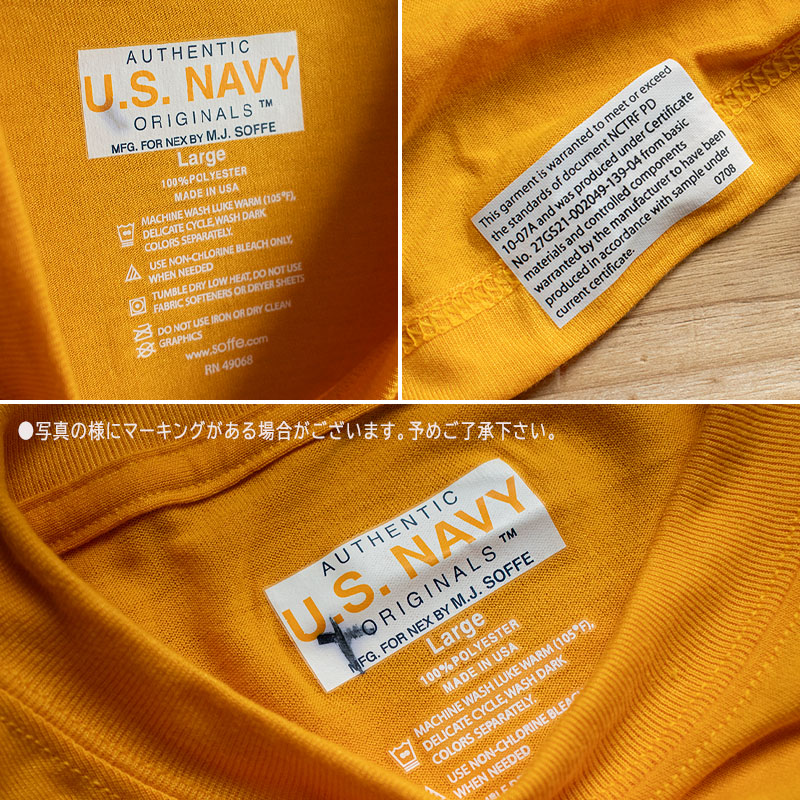 AUTHENTIC
U.S. NAVY
ORIGINALS™
MFG. FOR NEX BY M.J. SOFFE
Large
100%POLYESTER
MADE IN USA
MACHINE WASH LUKE WARM (105°F),
DELICATE CYCLE, WASH DARK
COLORS SEPARATELY.
USE NON-CHLORINE BLEACH ONLY,
WHEN NEEDED
TUMBLE DRY LOW HEAT, DO NOT USE
FABRIC SOFTENERS OR DRYER SHEETS
DO NOT USE IRON OR DRY CLEAN
GRAPHICS
www.soffe.com
RN 49068
This garment is warranted to meet or exceed
the standards of document NCTRF PD
10-07A and was produced under Certificate
No. 27GS21-002049-139-04 from basic
materials and controlled components
warranted by the manufacturer to have been
produced in accordance with sample under
current certificate.
0708
●写真の様にマーキングがある場合がございます。予めご了承下さい。
AUTHENTIC
U.S. NAVY
ORIGINALS™
MFG. FOR NEX BY M.J. SOFFE
Large
100%POLYESTER
MADE IN USA
MACHINE WASH LUKE WARM (105°F),
DELICATE CYCLE, WASH DARK
COLORS SEPARATELY.
USE NON-CHLORINE BLEACH
WHEN NEEDED